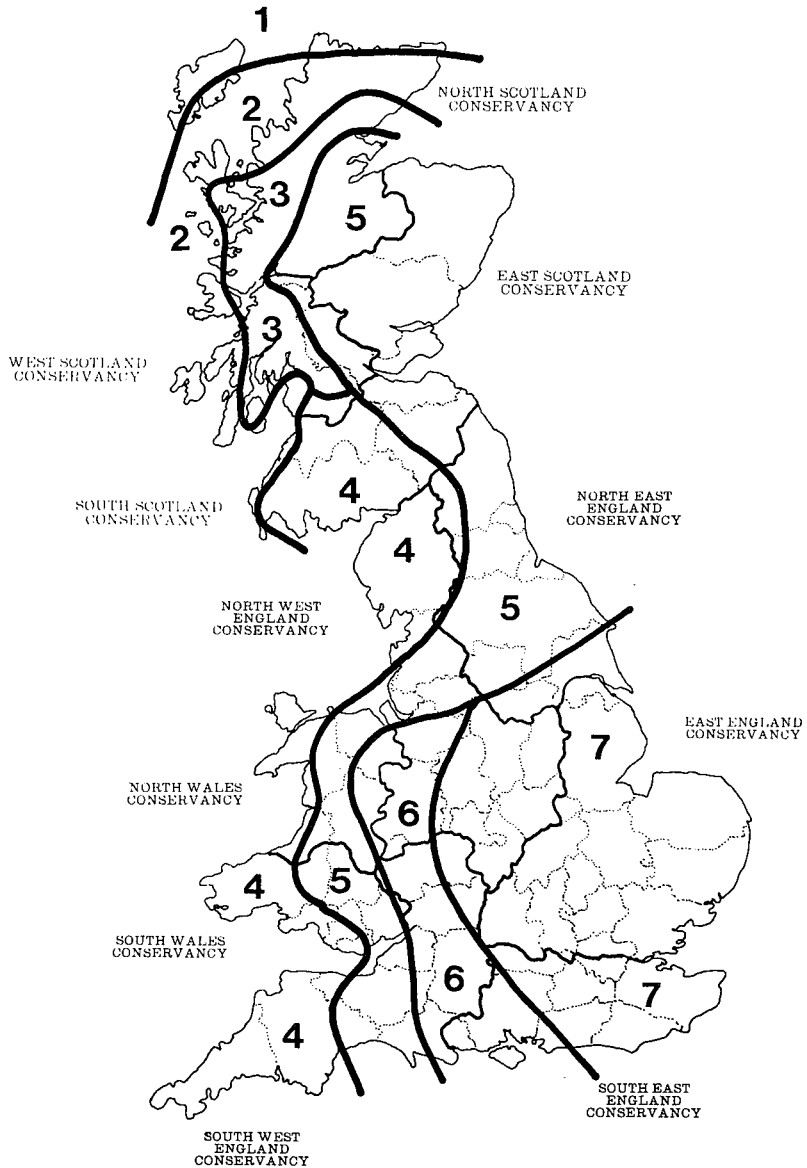 1
NORTH SCOTLAND
CONSERVANCY
2
3
5
2
EAST SCOTLAND
CONSERVANCY
3
WEST SCOTLAND
CONSERVANCY
4
SOUTH SCOTLAND
CONSERVANCY
NORTH EAST
ENGLAND
CONSERVANCY
4
NORTH WEST
ENGLAND
CONSERVANCY
5
EAST ENGLAND
CONSERVANCY
7
NORTH WALES
CONSERVANCY
6
4
5
SOUTH WALES
CONSERVANCY
6
7
4
SOUTH EAST
ENGLAND
CONSERVANCY
SOUTH WEST
ENGLAND
CONSERVANCY